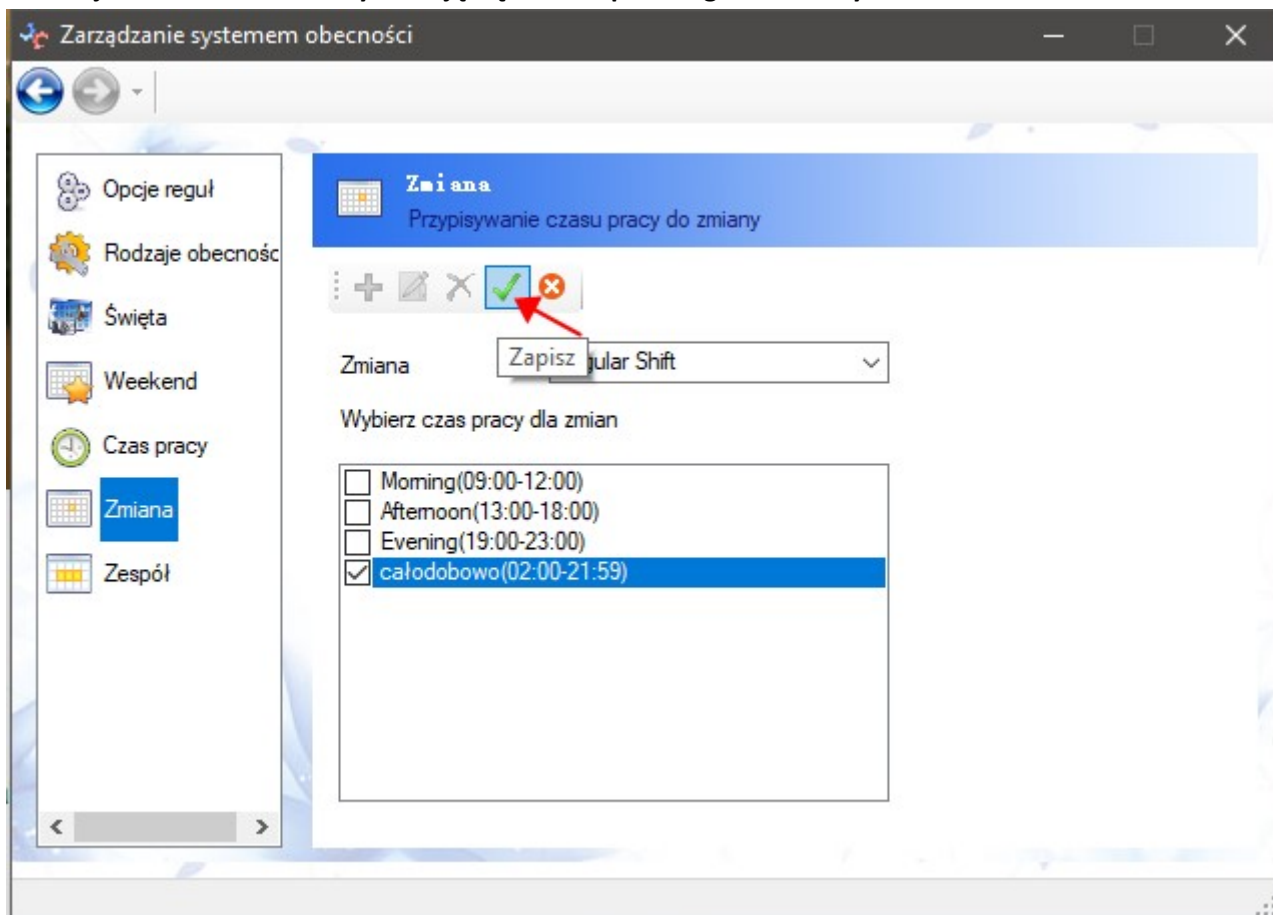 Zarządzanie systemem obecności
Opcje reguł
Rodzaje obecnośc
Święta
Weekend
Czas pracy
Zmiana
Zespół
Zmiana
Przypisywanie czasu pracy do zmiany
Zapisz
Zmiana
gular Shift
Wybierz czas pracy dla zmian
Morning(09:00-12:00)
Afternoon(13:00-18:00)
Evening(19:00-23:00)
całodobowo(02:00-21:59)